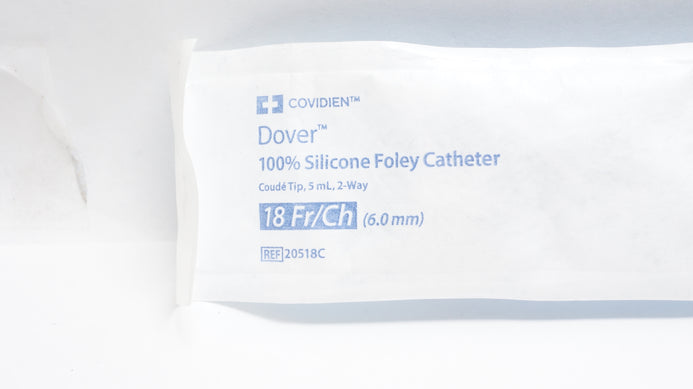 COVIDIEN™
Dover™
100% Silicone Foley Catheter
Coudé Tip, 5 mL, 2-Way
18 Fr/Ch (6.0 mm)
REF 20518C